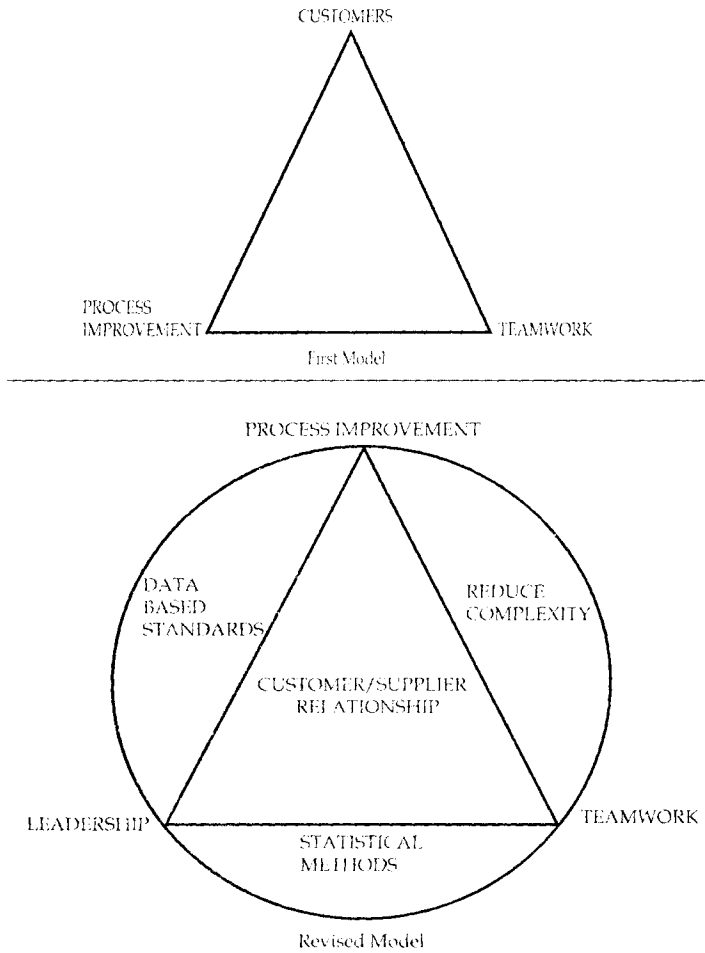 CUSTOMERS
PROCESS
IMPROVEMENT
TEAMWORK
First Model
PROCESS IMPROVEMENT
DATA
BASED
STANDARDS
REDUCE
COMPLEXITY
CUSTOMER/SUPPLIER
RELATIONSHIP
LEADERSHIP
TEAMWORK
STATISTICAL
METHODS
Revised Model